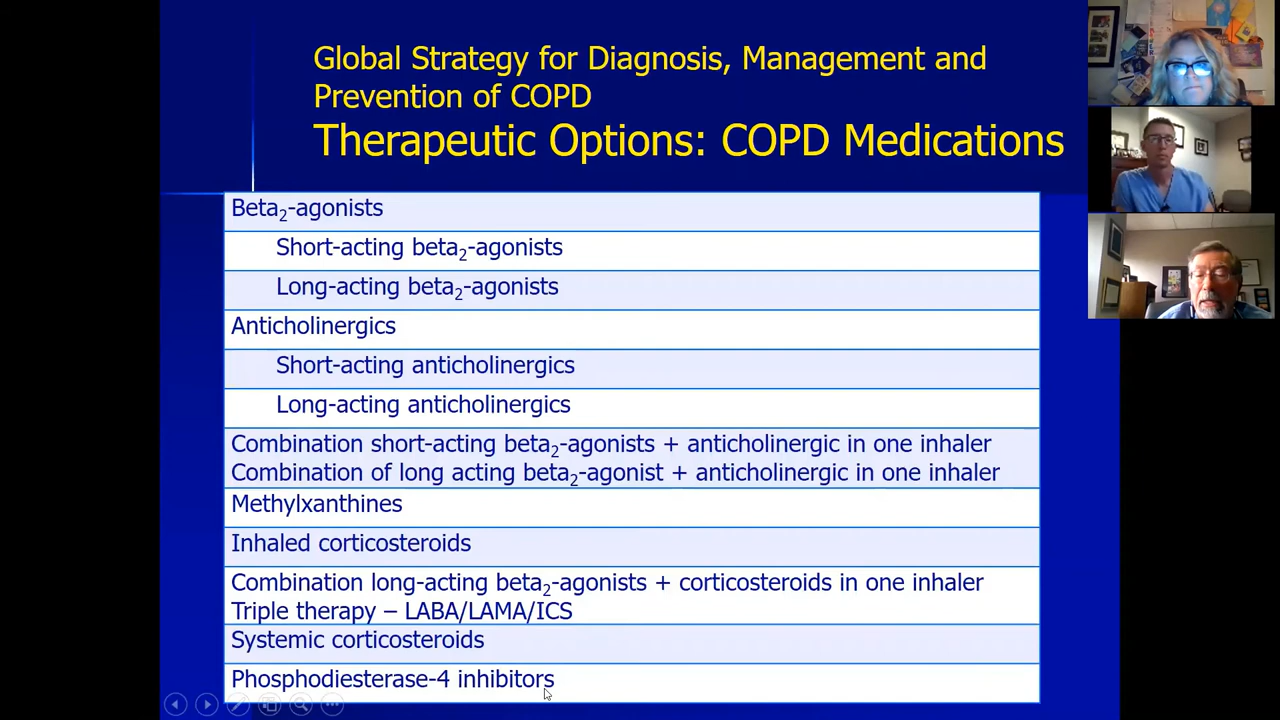 Global Strategy for Diagnosis, Management and
Prevention of COPD
Therapeutic Options: COPD Medications
Beta₂-agonists
Short-acting beta₂-agonists
Long-acting beta₂-agonists
Anticholinergics
Short-acting anticholinergics
Long-acting anticholinergics
Combination short-acting beta₂-agonists + anticholinergic in one inhaler
Combination of long acting beta₂-agonist + anticholinergic in one inhaler
Methylxanthines
Inhaled corticosteroids
Combination long-acting beta₂-agonists + corticosteroids in one inhaler
Triple therapy – LABA/LAMA/ICS
Systemic corticosteroids
Phosphodiesterase-4 inhibitors